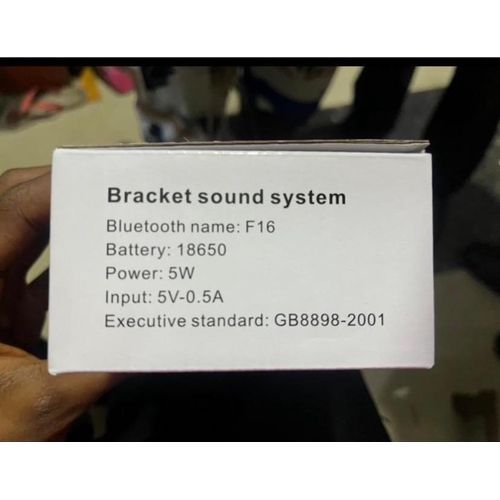 Bracket sound system
Bluetooth name: F16
Battery: 18650
Power: 5W
Input: 5V-0.5A
Executive standard: GB8898-2001